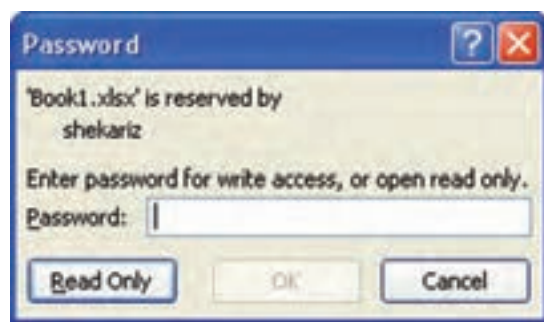 Password
'Book1.xlsx' is reserved by
shekariz
Enter password for write access, or open read only.
Password:
Read Only OK Cancel